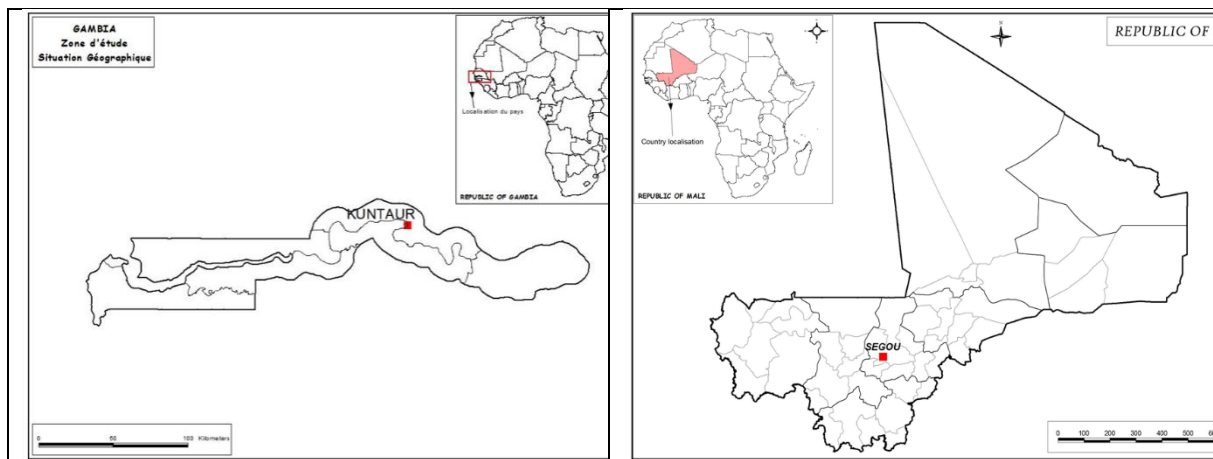 GAMBIA
Zone d'étude
Situation Géographique
Localisation du pays
REPUBLIC OF GAMBIA
KUNTAUR
0 50 100 Kilometers
N
REPUBLIC OF
Country localisation
REPUBLIC OF MALI
SEGOU
0 100 200 300 400 500